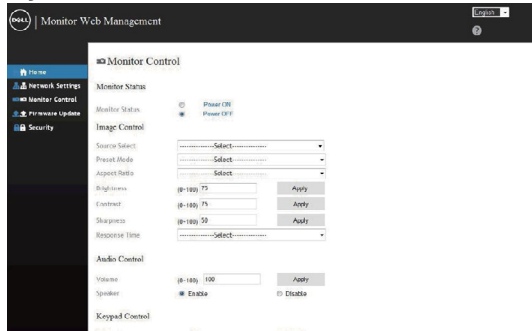 DELL | Monitor Web Management
English
?
Home
Network Settings
Monitor Control
Firmware Update
Security
Monitor Control
Monitor Status
Monitor Status Power ON
Power OFF
Image Control
Source Select --------------Select--------------
Preset Mode --------------Select--------------
Aspect Ratio --------------Select--------------
Brightness (0~100) 75 Apply
Contrast (0~100) 75 Apply
Sharpness (0~100) 50 Apply
Response Time --------------Select--------------
Audio Control
Volume (0~100) 100 Apply
Speaker Enable Disable
Keypad Control